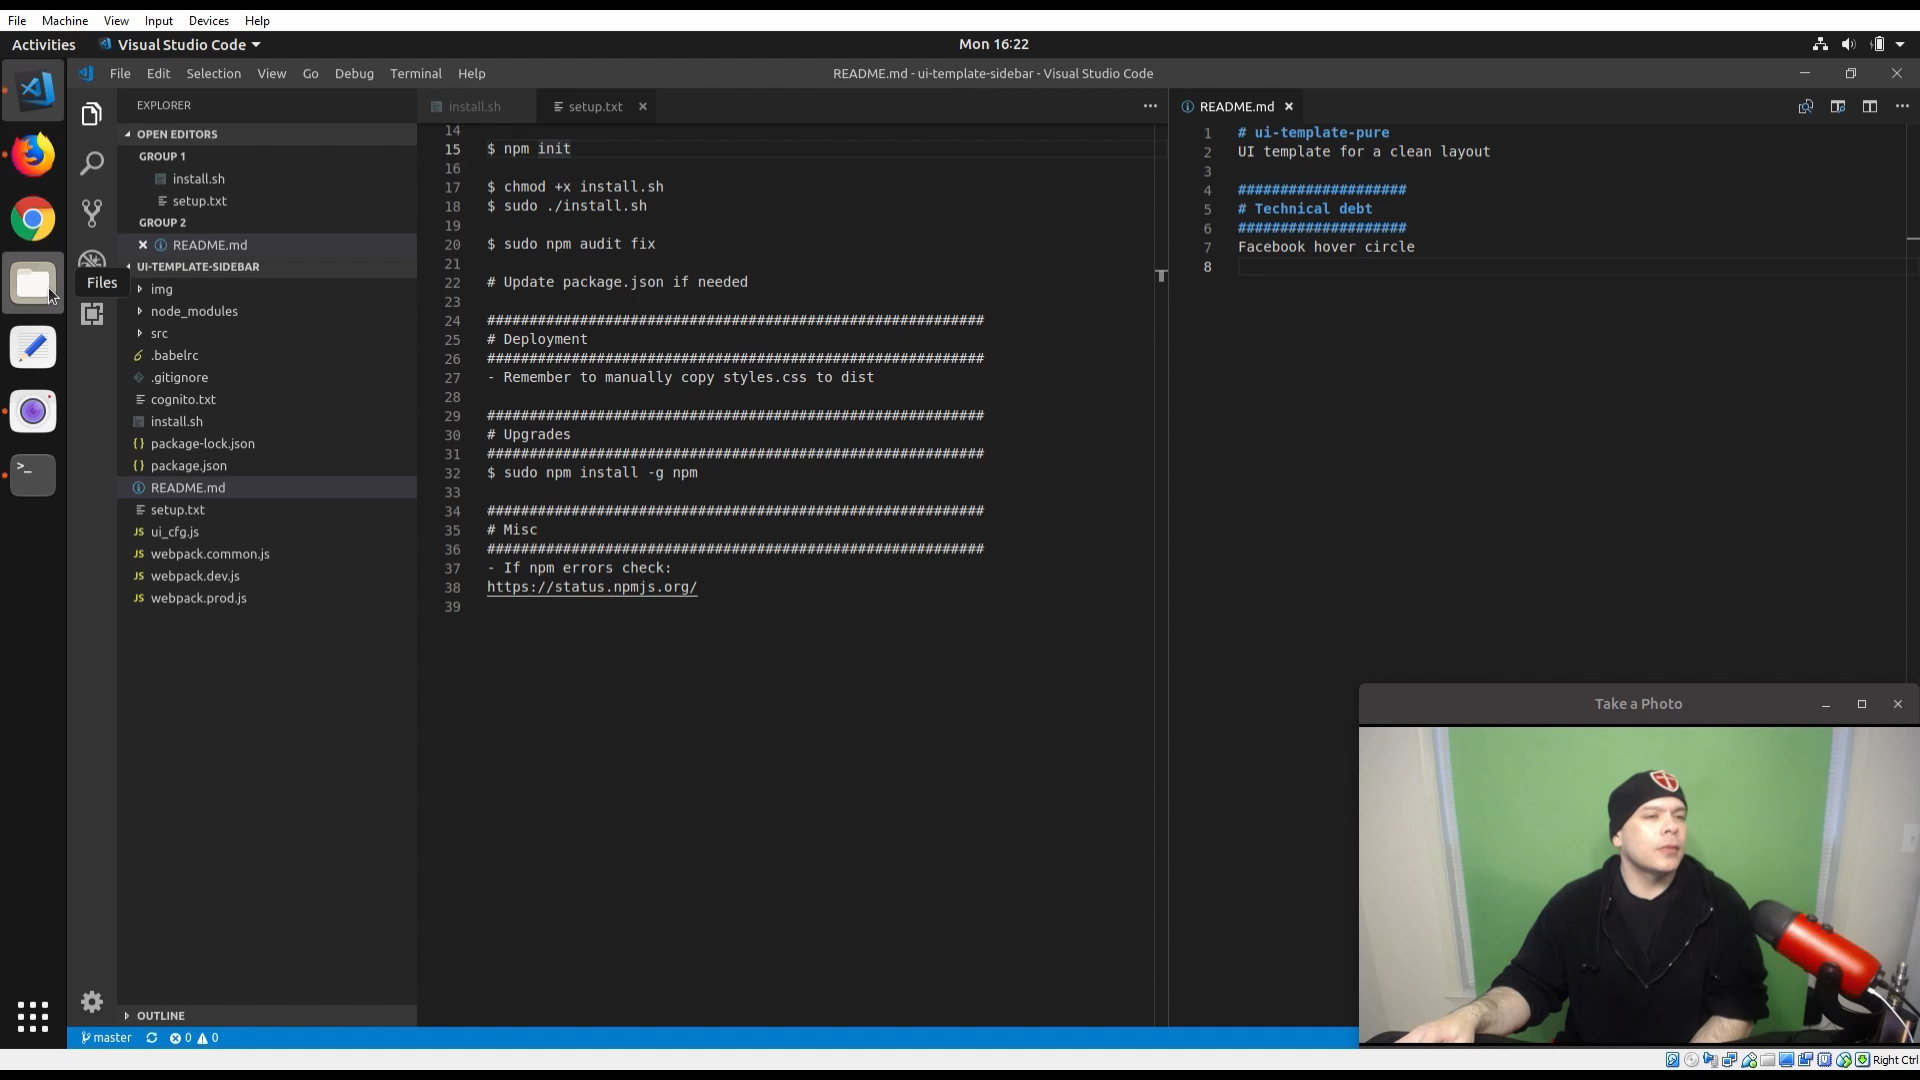 File Machine View Input Devices Help
Activities Visual Studio Code Mon 16:22
File Edit Selection View Go Debug Terminal Help README.md - ui-template-sidebar - Visual Studio Code
EXPLORER
OPEN EDITORS
GROUP 1
install.sh
setup.txt
GROUP 2
README.md
UI-TEMPLATE-SIDEBAR
Files
img
node_modules
src
.babelrc
.gitignore
cognito.txt
install.sh
package-lock.json
package.json
README.md
setup.txt
JS ui_cfg.js
JS webpack.common.js
JS webpack.dev.js
JS webpack.prod.js
OUTLINE
install.sh setup.txt
14
15 $ npm init
16
17 $ chmod +x install.sh
18 $ sudo ./install.sh
19
20 $ sudo npm audit fix
21
22 # Update package.json if needed
23
24 ###########################################################
25 # Deployment
26 ###########################################################
27 - Remember to manually copy styles.css to dist
28
29 ###########################################################
30 # Upgrades
31 ###########################################################
32 $ sudo npm install -g npm
33
34 ###########################################################
35 # Misc
36 ###########################################################
37 - If npm errors check:
38 https://status.npmjs.org/
39
README.md
1 # ui-template-pure
2 UI template for a clean layout
3
4 ####################
5 # Technical debt
6 ####################
7 Facebook hover circle
8
Take a Photo
master 0 0
Right Ctrl